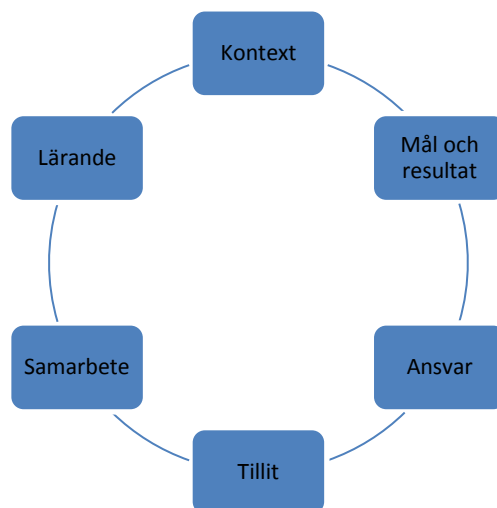 Kontext
Mål och
resultat
Ansvar
Tillit
Samarbete
Lärande